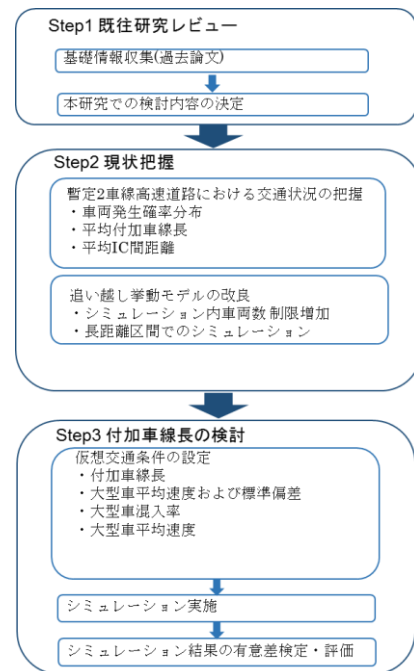 Step1 既往研究レビュー
基礎情報収集(過去論文)
本研究での検討内容の決定
Step2 現状把握
暫定2車線高速道路における交通状況の把握
・車両発生確率分布
・平均付加車線長
・平均IC間距離
追い越し挙動モデルの改良
・シミュレーション内車両数 制限増加
・長距離区間でのシミュレーション
Step3 付加車線長の検討
仮想交通条件の設定
・付加車線長
・大型車平均速度および標準偏差
・大型車混入率
・大型車平均速度
シミュレーション実施
シミュレーション結果の有意差検定・評価